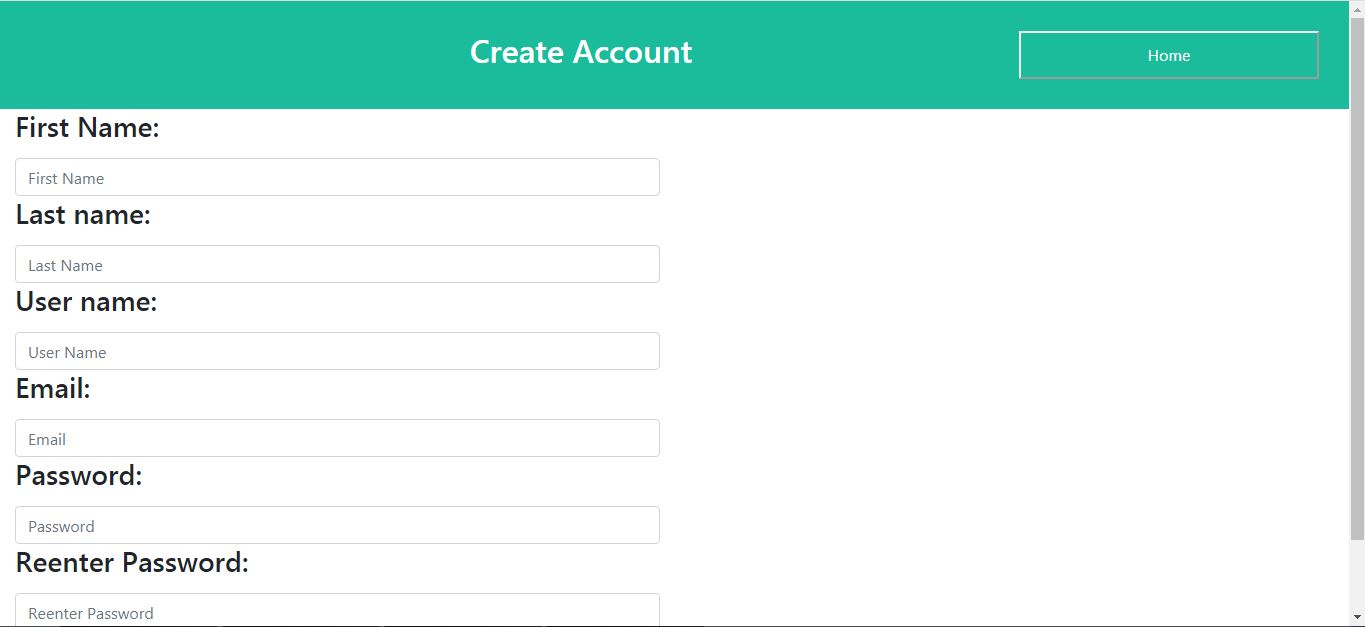 Create Account
Home
First Name:
First Name
Last name:
Last Name
User name:
User Name
Email:
Email
Password:
Password
Reenter Password:
Reenter Password